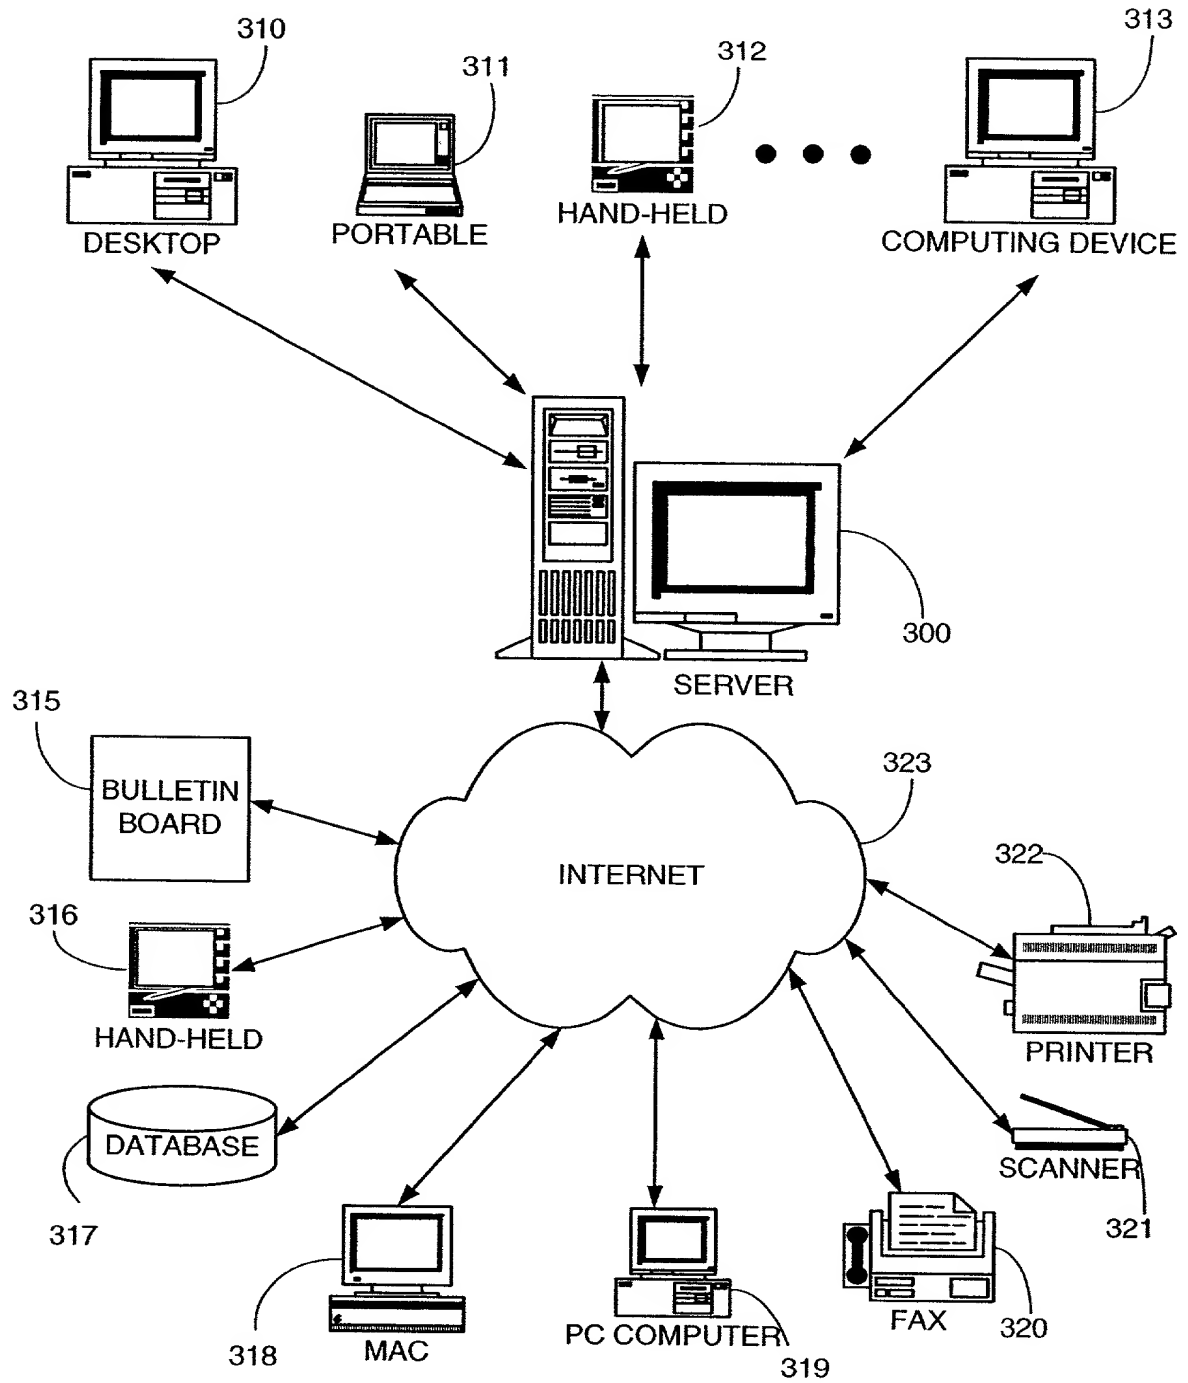 310
311
312
313
DESKTOP
PORTABLE
HAND-HELD
COMPUTING DEVICE
300
SERVER
315
BULLETIN
BOARD
323
INTERNET
322
316
HAND-HELD
PRINTER
DATABASE
317
SCANNER
321
318
MAC
PC COMPUTER
319
FAX
320